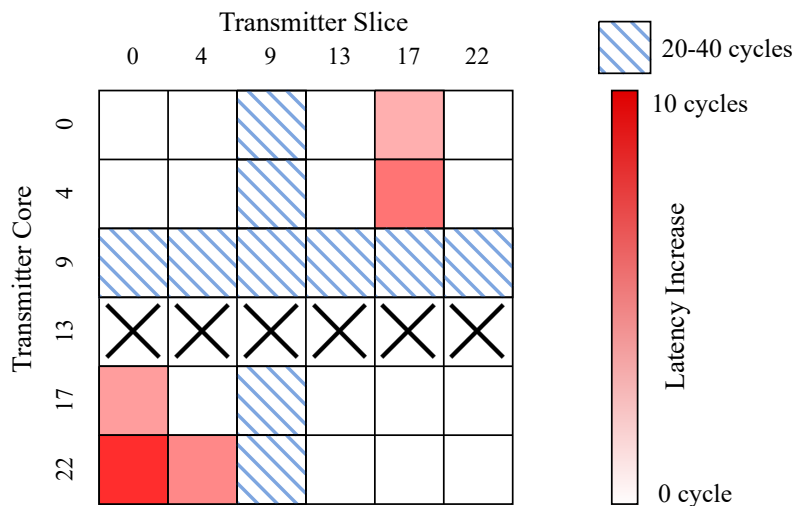 Transmitter Slice
0 4 9 13 17 22
20-40 cycles
10 cycles
Latency Increase
0 cycle
Transmitter Core
0
4
9
13
17
22